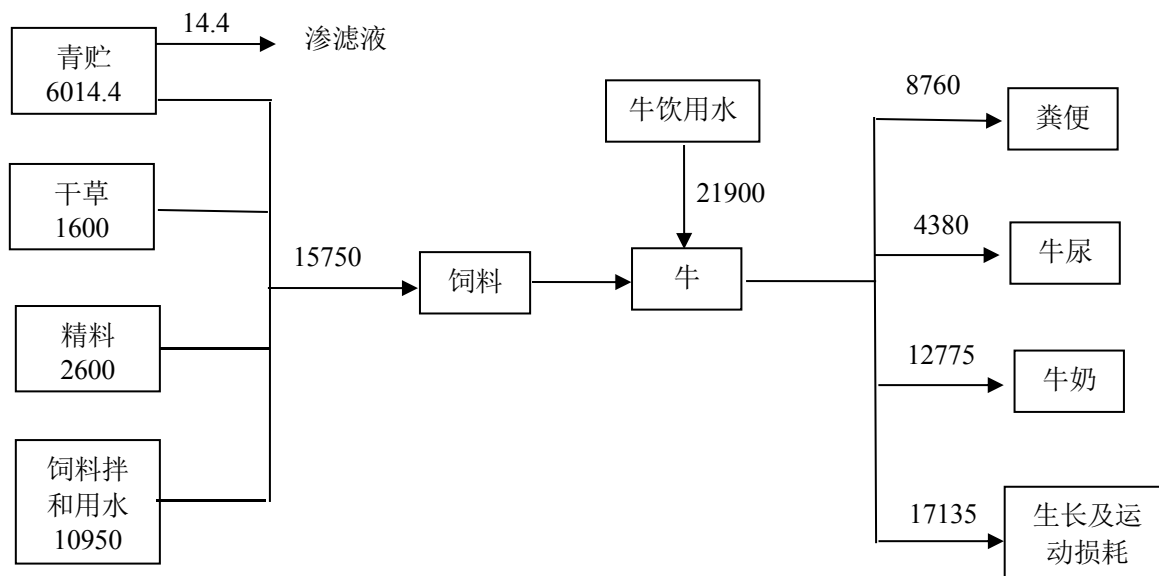 14.4
渗滤液
青贮
6014.4
干草
1600
精料
2600
饲料拌
和用水
10950
15750
饲料
牛饮用水
21900
牛
8760
粪便
4380
牛尿
12775
牛奶
17135
生长及运
动损耗